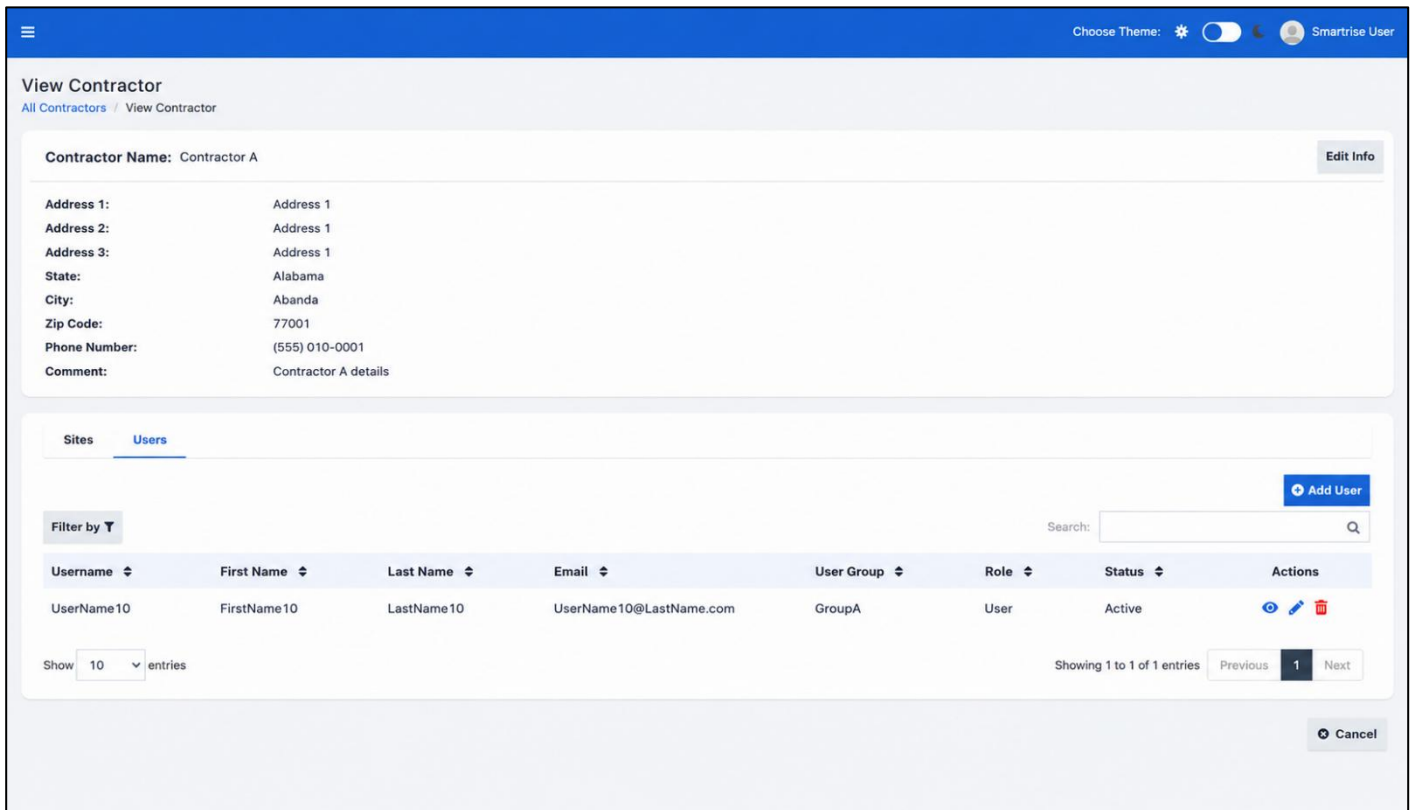 Choose Theme: Smartrise User
View Contractor
All Contractors / View Contractor
Contractor Name: Contractor A Edit Info
Address 1: Address 1
Address 2: Address 1
Address 3: Address 1
State: Alabama
City: Abanda
Zip Code: 77001
Phone Number: (555) 010-0001
Comment: Contractor A details
Sites Users
Add User
Filter by Search:
Username First Name Last Name Email User Group Role Status Actions
UserName10 FirstName10 LastName10 UserName10@LastName.com GroupA User Active
Show 10 entries Showing 1 to 1 of 1 entries Previous 1 Next
Cancel